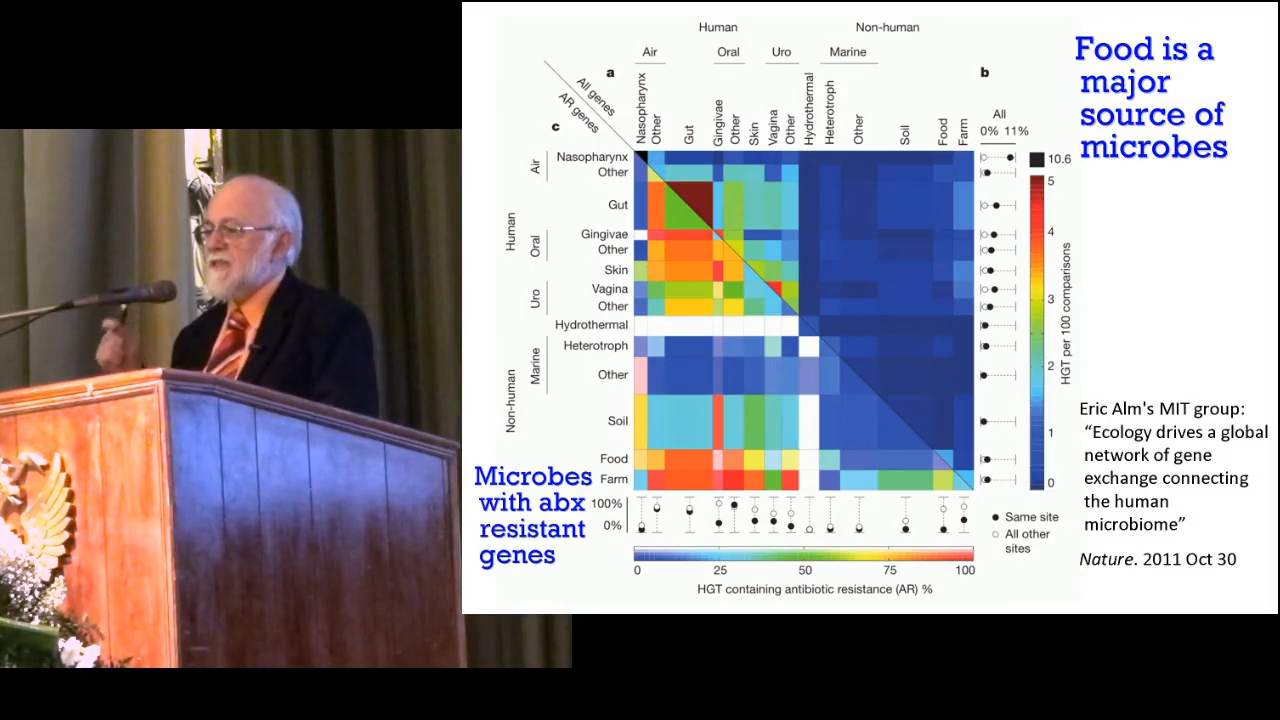 Human
Non-human
Air
Oral
Uro
Marine
a
b
c
All genes
AR genes
Nasopharynx
Other
Gut
Gingivae
Other
Skin
Vagina
Other
Hydrothermal
Heterotroph
Other
Soil
Food
Farm
Food is a
major
source of
microbes
All
0% 11%
Human
Non-human
Air
Oral
Uro
Marine
Nasopharynx
Other
Gut
Gingivae
Other
Skin
Vagina
Other
Hydrothermal
Heterotroph
Other
Soil
Food
Farm
10.6
5
4
3
2
1
0
HGT per 100 comparisons
Microbes
with abx
resistant
genes
100%
0%
Same site
All other
sites
0 25 50 75 100
HGT containing antibiotic resistance (AR) %
Eric Alm's MIT group:
“Ecology drives a global
network of gene
exchange connecting
the human
microbiome”
Nature. 2011 Oct 30